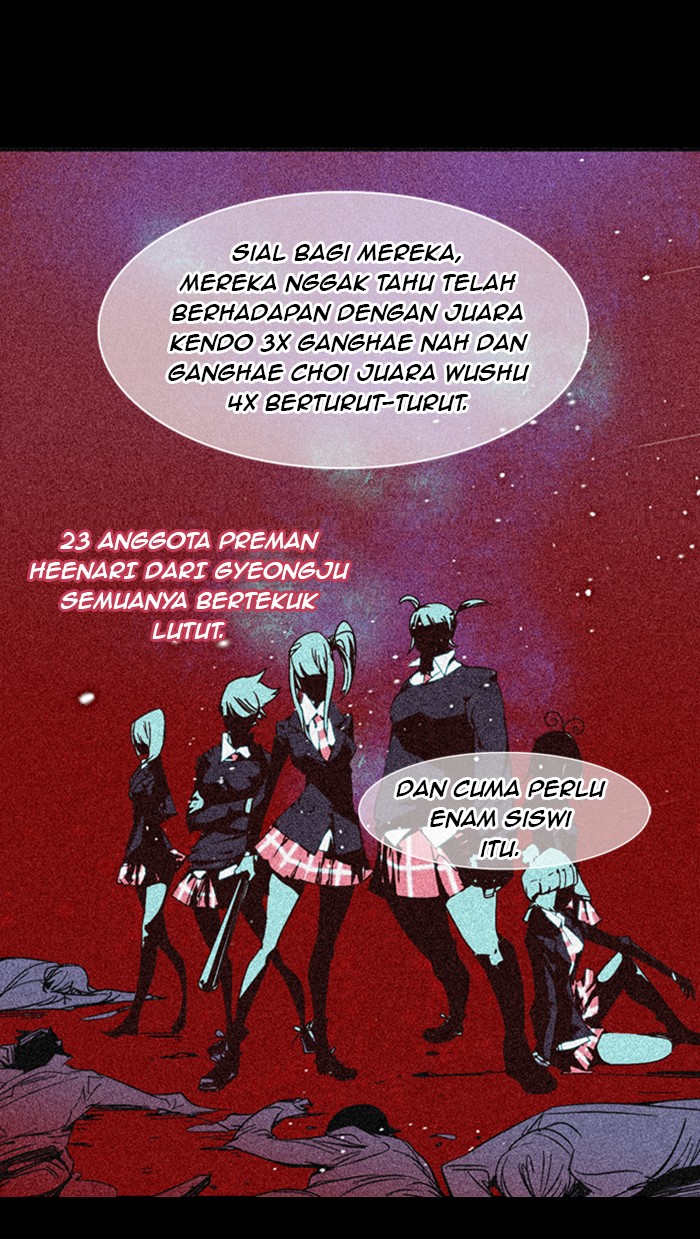 SIAL BAGI MEREKA,
MEREKA NGGAK TAHU TELAH
BERHADAPAN DENGAN JUARA
KENDO 3X GANGHAE NAH DAN
GANGHAE CHOI JUARA WUSHU
4X BERTURUT-TURUT.
23 ANGGOTA PREMAN
HEENARI DARI GYEONGJU
SEMUANYA BERTEKUK
LUTUT.
DAN CUMA PERLU
ENAM SISWI
ITU.